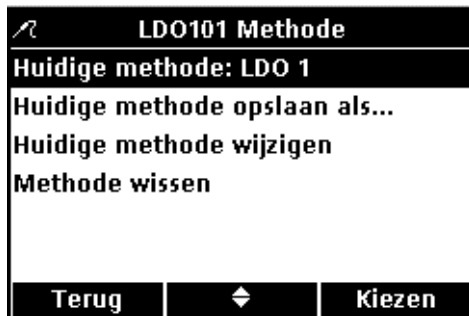 LDO101 Methode
Huidige methode: LDO 1
Huidige methode opslaan als...
Huidige methode wijzigen
Methode wissen
Terug Kiezen